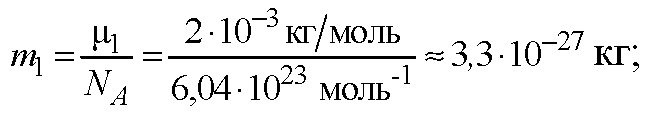 m₁ = μ₁/N_A = 2·10⁻³ кг/моль / 6,04·10²³ моль⁻¹ ≈ 3,3·10⁻²⁷ кг;